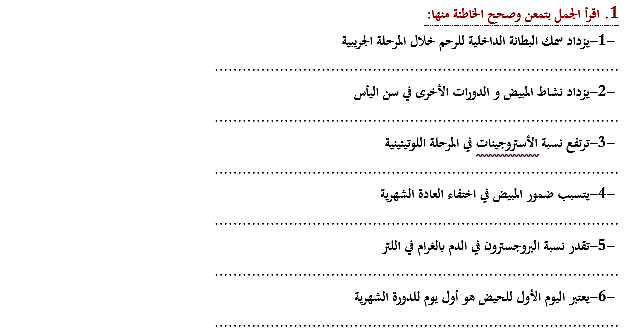 1. اقرأ الجمل بتمعن وصحح الخاطئة منها:
–1–يزداد سمك البطانة الداخلية للرحم خلال المرحلة الجريبية
................................................................
–2–يزداد نشاط المبيض و الدورات الأخرى في سن اليأس
................................................................
–3–ترتفع نسبة الأستروجينات في المرحلة اللوتيئينية
................................................................
–4–يتسبب ضمور المبيض في اختفاء العادة الشهرية
................................................................
–5–تقدر نسبة البروجسترون في الدم بالغرام في اللتر
................................................................
–6–يعتبر اليوم الأول للحيض هو أول يوم للدورة الشهرية
................................................................